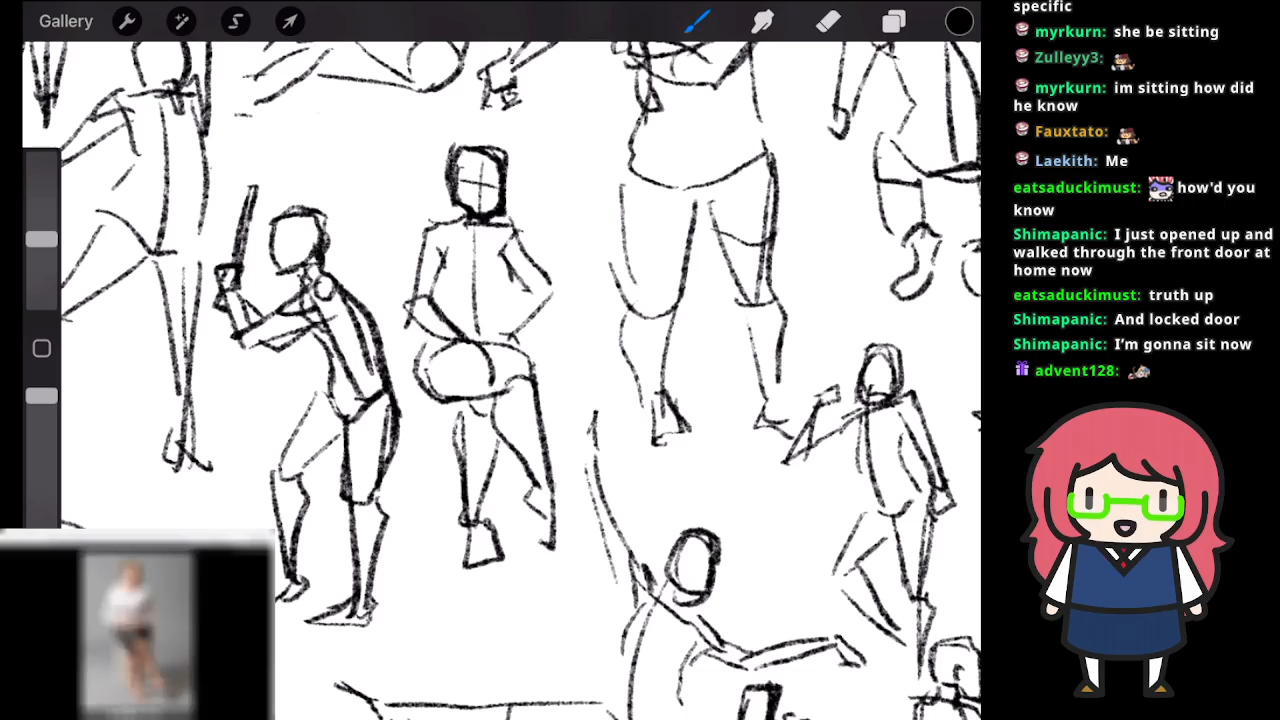 Gallery
specific
myrkurn: she be sitting
Zulleyy3:
myrkurn: im sitting how did
he know
Fauxtato:
Laekith: Me
eatsaduckimust: how'd you
know
Shimapanic: I just opened up and
walked through the front door at
home now
eatsaduckimust: truth up
Shimapanic: And locked door
Shimapanic: I’m gonna sit now
advent128: